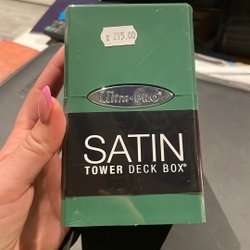 215.00
Ultra•PRO®
SATIN
TOWER DECK BOX®